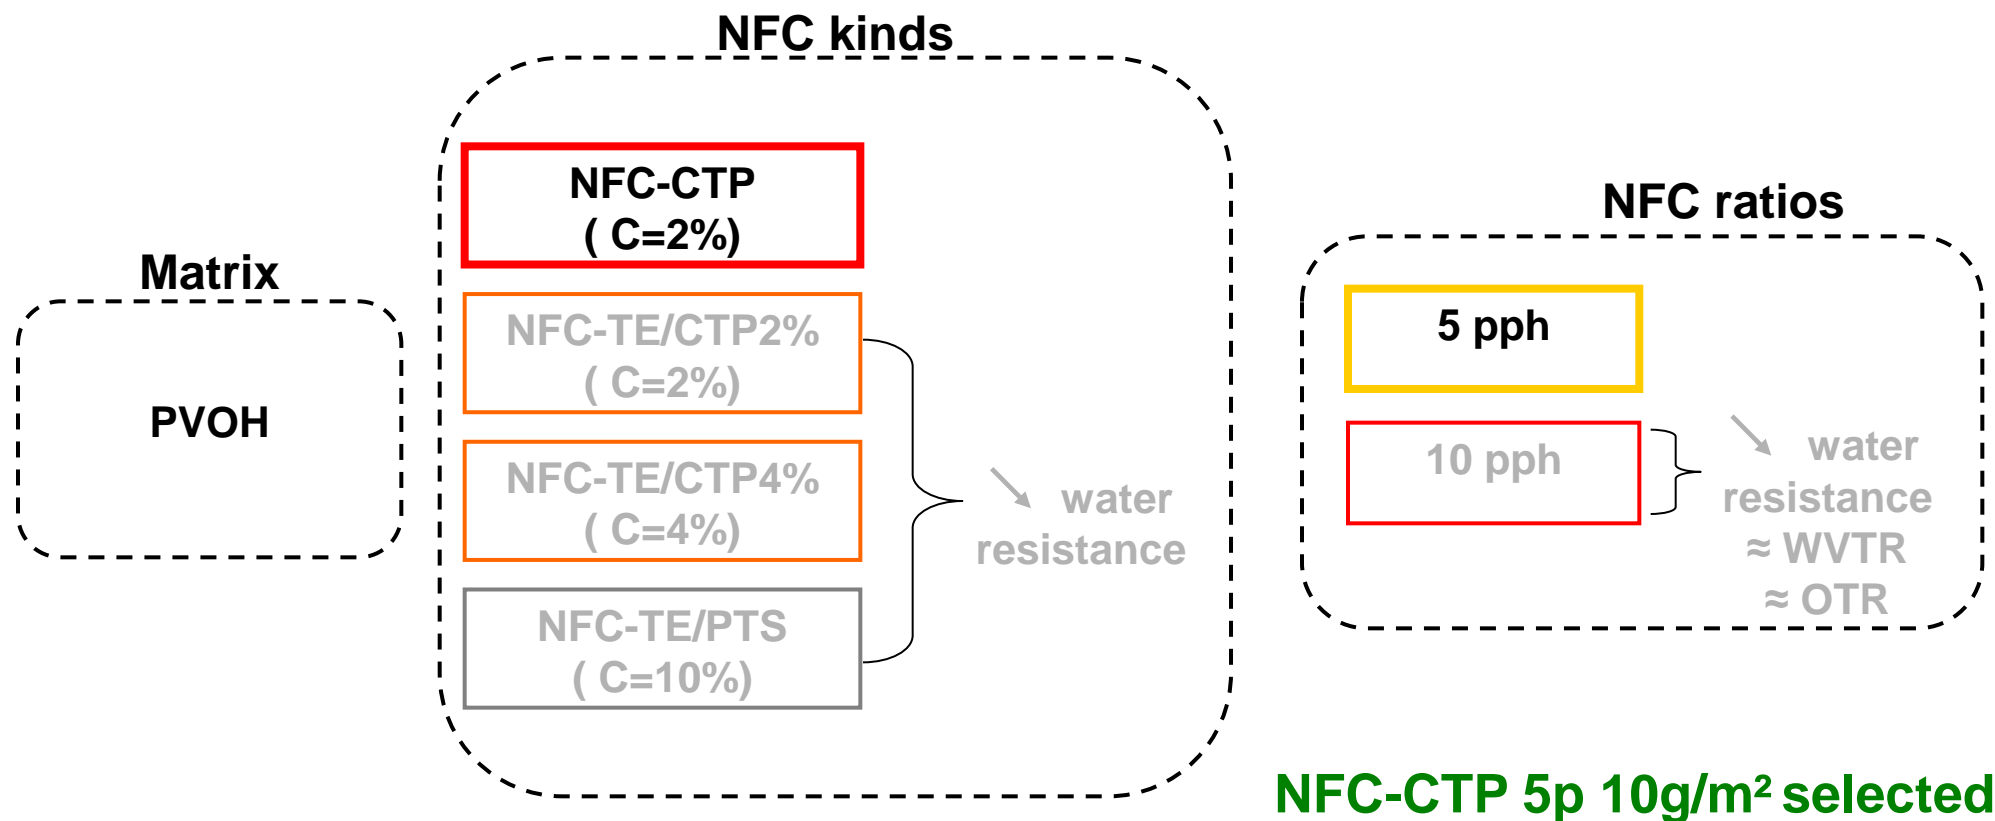 NFC kinds
NFC-CTP
( C=2%)
NFC ratios
Matrix
NFC-TE/CTP2%
( C=2%)
5 pph
PVOH
NFC-TE/CTP4%
( C=4%)
water
resistance
10 pph
water
resistance
≈ WVTR
≈ OTR
NFC-TE/PTS
( C=10%)
NFC-CTP 5p 10g/m² selected